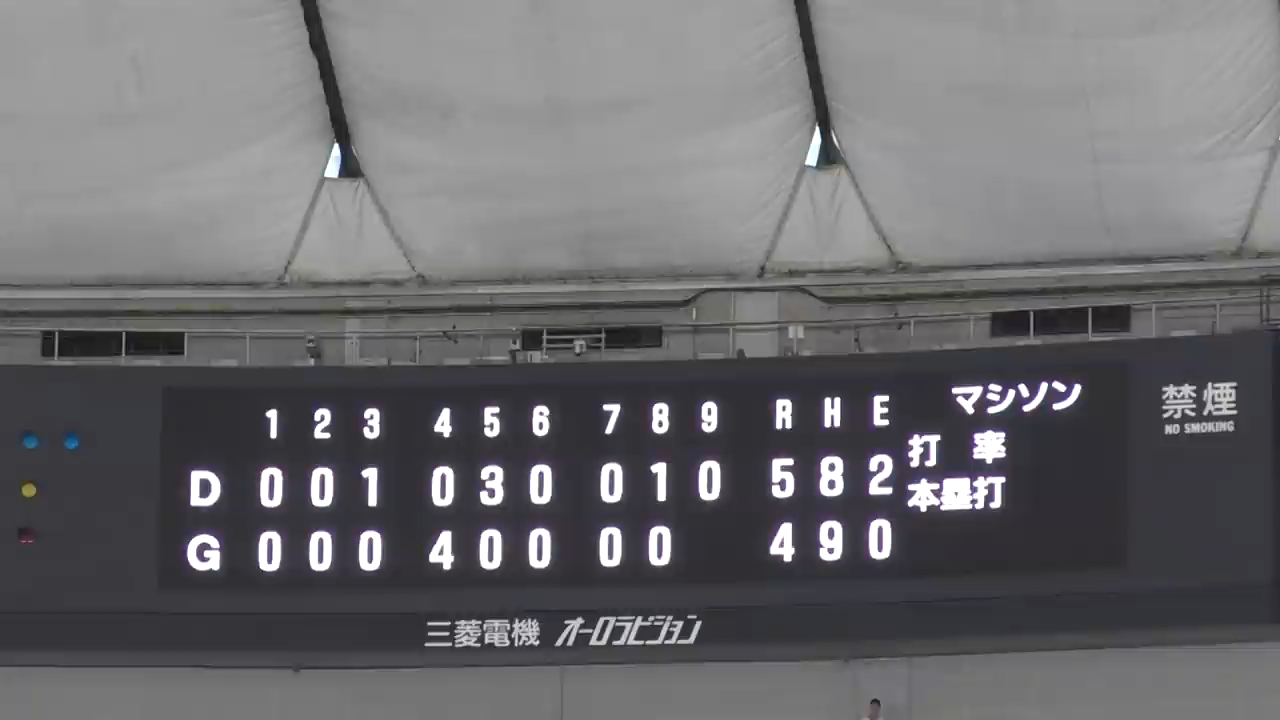 1 2 3 4 5 6 7 8 9 R H E
D 0 0 1 0 3 0 0 1 0 5 8 2
G 0 0 0 4 0 0 0 0 4 9 0
マシソン
打 率
本塁打
禁煙
NO SMOKING
三菱電機 オーロラビジョン